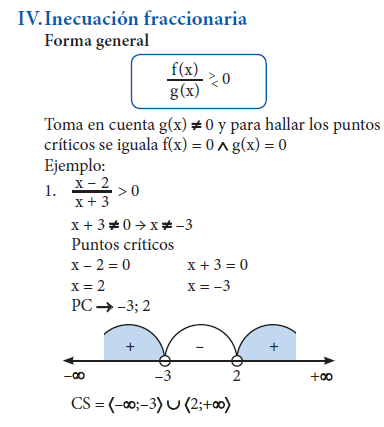 IV. Inecuación fraccionaria
Forma general
f(x)/g(x) ≷ 0
Toma en cuenta g(x) ≠ 0 y para hallar los puntos
críticos se iguala f(x) = 0 ∧ g(x) = 0
Ejemplo:
1. (x – 2)/(x + 3) > 0
x + 3 ≠ 0 → x ≠ –3
Puntos críticos
x – 2 = 0 x + 3 = 0
x = 2 x = –3
PC → –3; 2
+ – +
–∞ –3 2 +∞
CS = ⟨–∞;–3⟩ ∪ ⟨2;+∞⟩